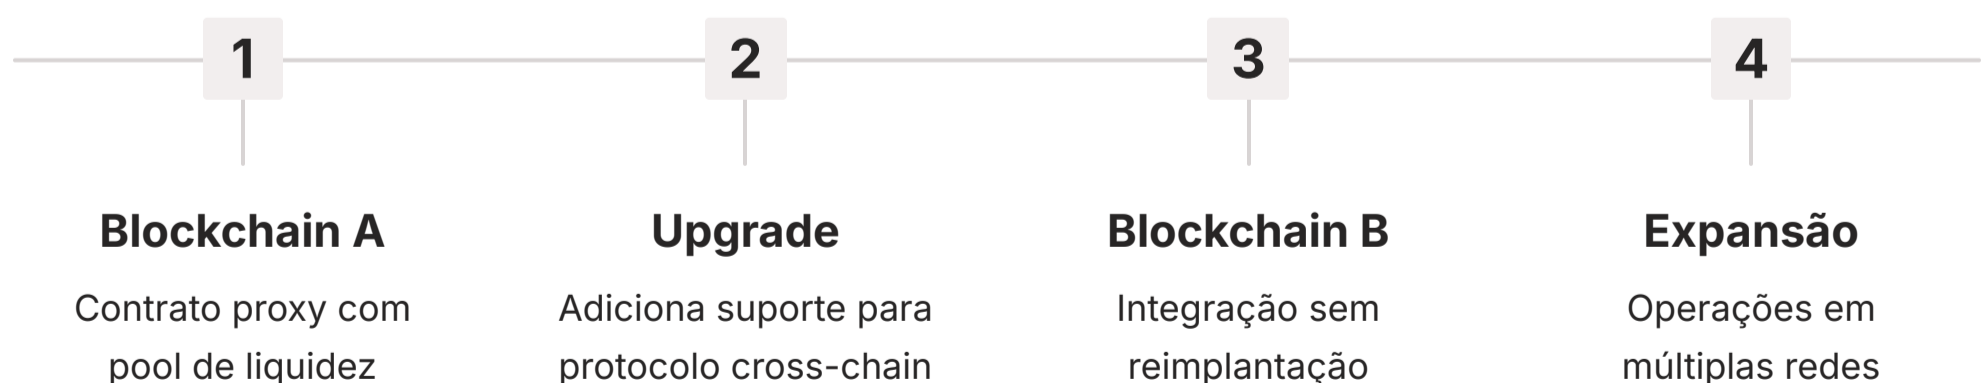 1
2
3
4
Blockchain A
Contrato proxy com
pool de liquidez
Upgrade
Adiciona suporte para
protocolo cross-chain
Blockchain B
Integração sem
reimplantação
Expansão
Operações em
múltiplas redes